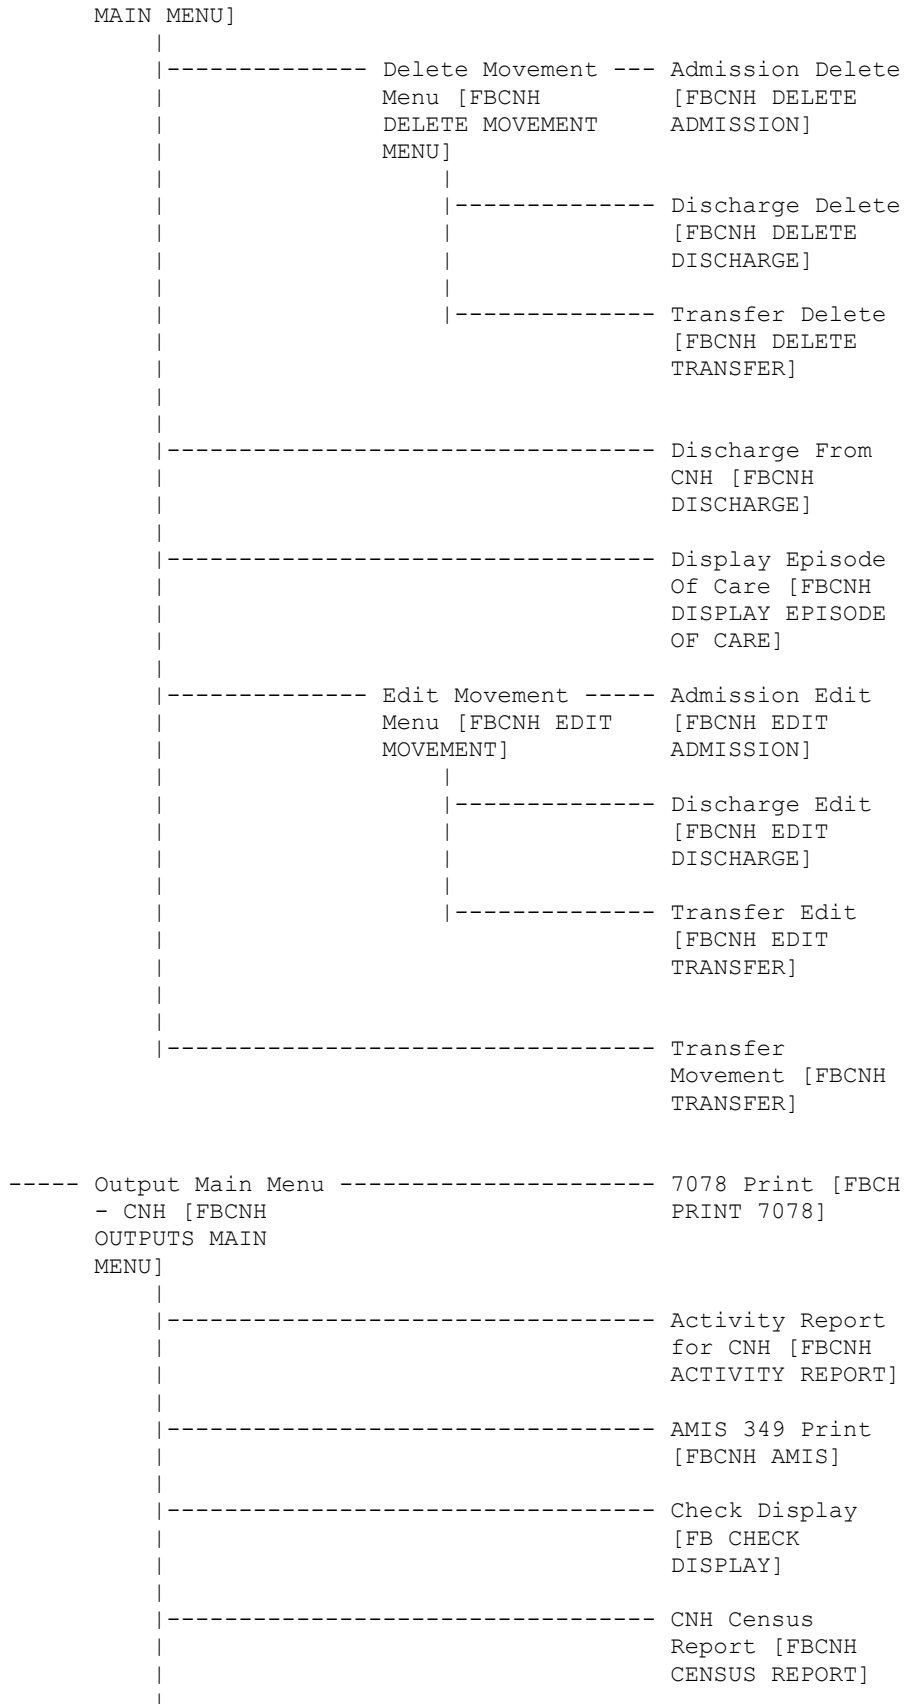 MAIN MENU]
|
|-------------- Delete Movement --- Admission Delete
| Menu [FBCNH [FBCNH DELETE
| DELETE MOVEMENT ADMISSION]
| MENU]
| |
| |-------------- Discharge Delete
| | [FBCNH DELETE
| | DISCHARGE]
| |
| |-------------- Transfer Delete
| [FBCNH DELETE
| TRANSFER]
|
|
|---------------------------------- Discharge From
| CNH [FBCNH
| DISCHARGE]
|
|---------------------------------- Display Episode
| Of Care [FBCNH
| DISPLAY EPISODE
| OF CARE]
|
|-------------- Edit Movement ----- Admission Edit
| Menu [FBCNH EDIT [FBCNH EDIT
| MOVEMENT] ADMISSION]
| |
| |-------------- Discharge Edit
| | [FBCNH EDIT
| | DISCHARGE]
| |
| |-------------- Transfer Edit
| [FBCNH EDIT
| TRANSFER]
|
|
|---------------------------------- Transfer
Movement [FBCNH
TRANSFER]
----- Output Main Menu ---------------------- 7078 Print [FBCH
- CNH [FBCNH PRINT 7078]
OUTPUTS MAIN
MENU]
|
|---------------------------------- Activity Report
| for CNH [FBCNH
| ACTIVITY REPORT]
|
|---------------------------------- AMIS 349 Print
| [FBCNH AMIS]
|
|---------------------------------- Check Display
| [FB CHECK
| DISPLAY]
|
|---------------------------------- CNH Census
| Report [FBCNH
| CENSUS REPORT]
|